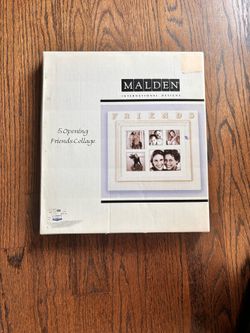 MALDEN
INTERNATIONAL DESIGNS
5 Opening
Friends Collage
FRIENDS